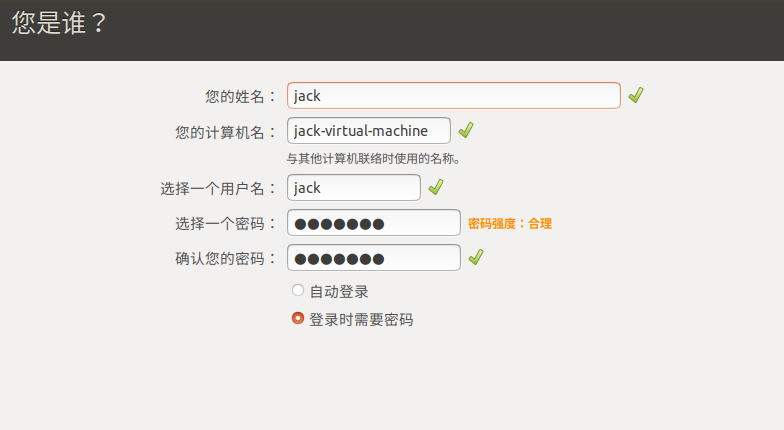 您是谁？
您的姓名： jack
您的计算机名： jack-virtual-machine
与其他计算机联络时使用的名称。
选择一个用户名： jack
选择一个密码： ●●●●●●● 密码强度：合理
确认您的密码： ●●●●●●●
自动登录
登录时需要密码